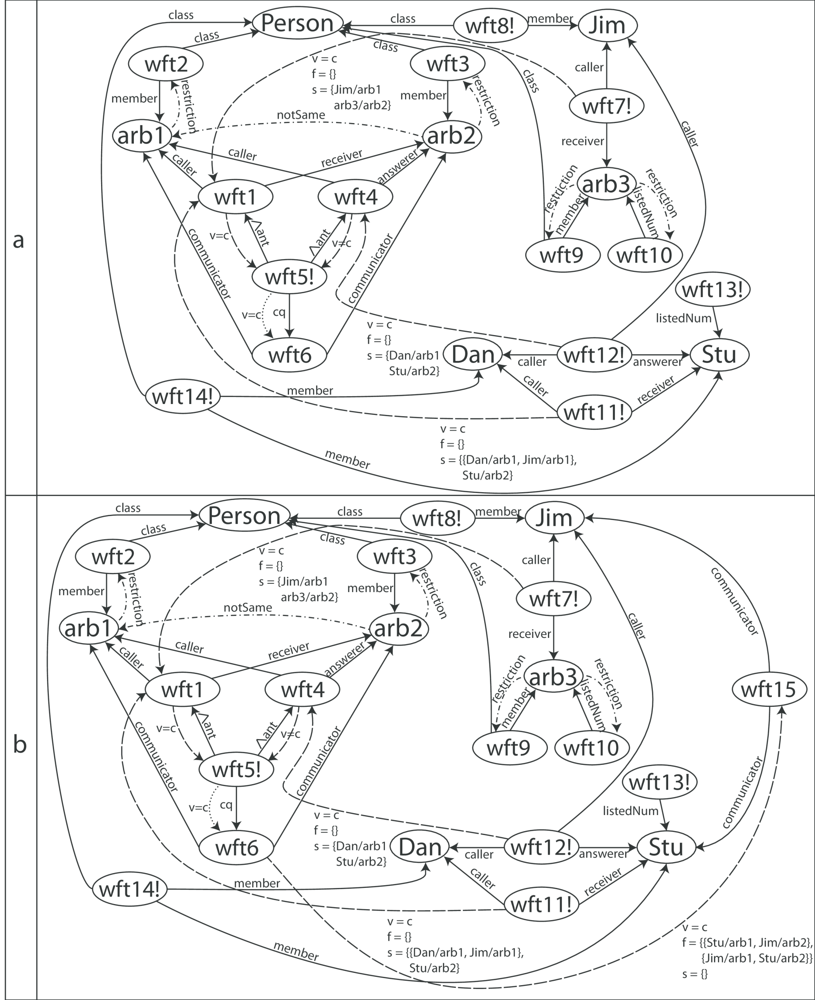 a
class
Person
class
wft8!
member
Jim
class
wft2
class
wft3
v = c
f = {}
s = {Jim/arb1
arb3/arb2}
class
caller
wft7!
member
restriction
member
restriction
notSame
arb1
arb2
receiver
caller
caller
caller
receiver
answerer
restriction
arb3
restriction
wft1
wft4
member
listedNum
v=c
Vant
Vant
v=c
communicator
communicator
wft9
wft10
wft5!
wft13!
v=c
cq
listedNum
v = c
f = {}
s = {Dan/arb1
Stu/arb2}
wft6
Dan
caller
wft12!
answerer
Stu
wft14!
member
caller
receiver
wft11!
v = c
f = {}
s = {{Dan/arb1, Jim/arb1},
Stu/arb2}
member
b
class
Person
class
wft8!
member
Jim
class
wft2
class
wft3
v = c
f = {}
s = {Jim/arb1
arb3/arb2}
class
caller
wft7!
communicator
member
restriction
member
restriction
notSame
arb1
arb2
receiver
caller
caller
caller
receiver
answerer
restriction
arb3
restriction
wft1
wft4
member
listedNum
wft15
v=c
Vant
Vant
v=c
communicator
communicator
wft9
wft10
wft5!
wft13!
communicator
v=c
cq
listedNum
v = c
f = {}
s = {Dan/arb1
Stu/arb2}
wft6
Dan
caller
wft12!
answerer
Stu
wft14!
member
caller
receiver
wft11!
v = c
f = {}
s = {{Dan/arb1, Jim/arb1},
Stu/arb2}
member
v = c
f = {{Stu/arb1, Jim/arb2},
{Jim/arb1, Stu/arb2}}
s = {}